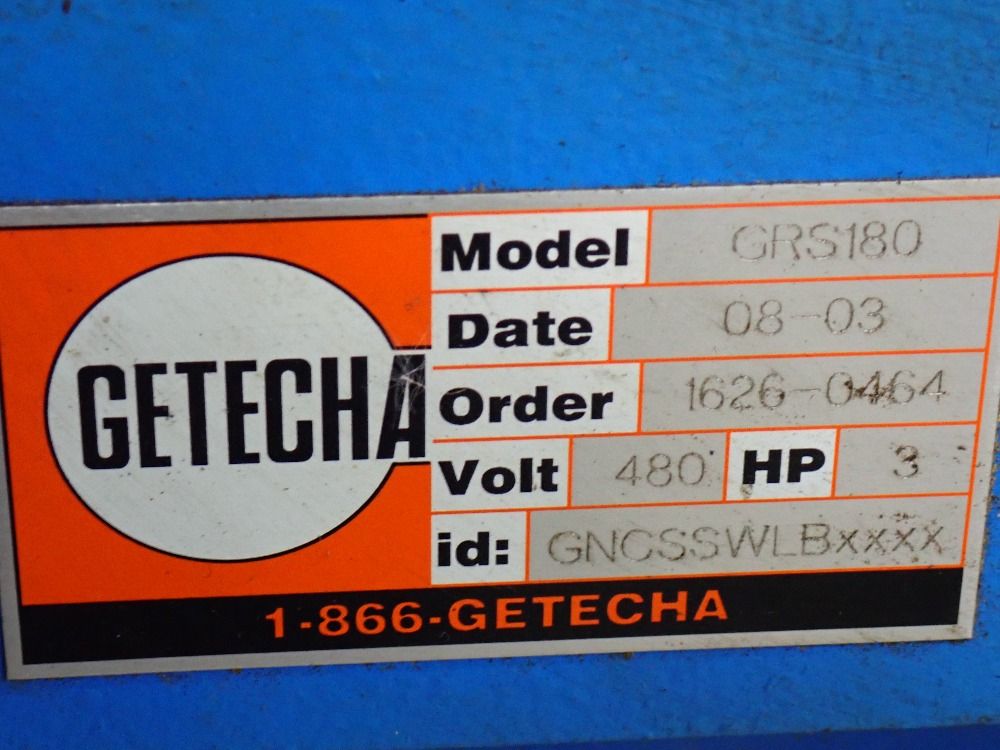 GETECHA
Model GRS180
Date 08-03
Order 1626-0464
Volt 480 HP 3
id: GNCSSWLBxxxx
1-866-GETECHA